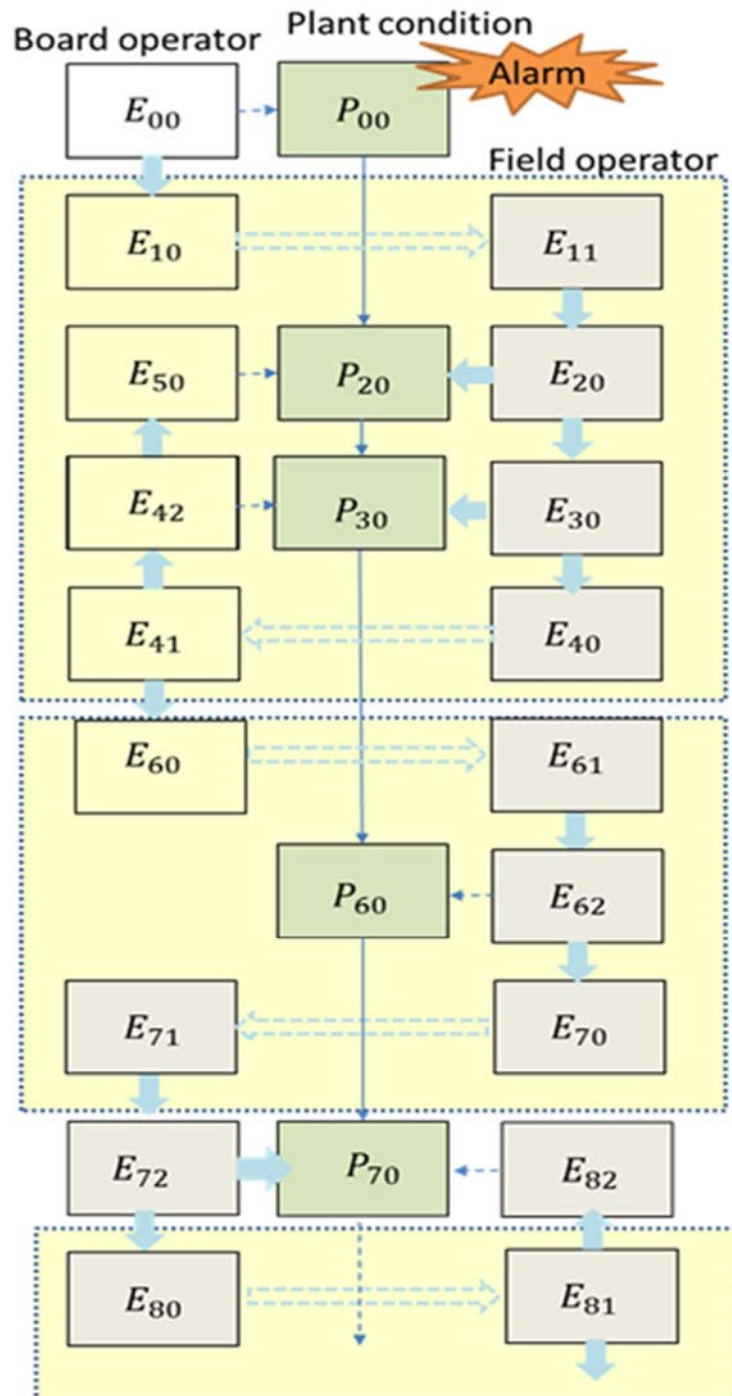 Board operator
Plant condition
Alarm
E₀₀
P₀₀
Field operator
E₁₀
E₁₁
E₅₀
P₂₀
E₂₀
E₄₂
P₃₀
E₃₀
E₄₁
E₄₀
E₆₀
E₆₁
P₆₀
E₆₂
E₇₁
E₇₀
E₇₂
P₇₀
E₈₂
E₈₀
E₈₁